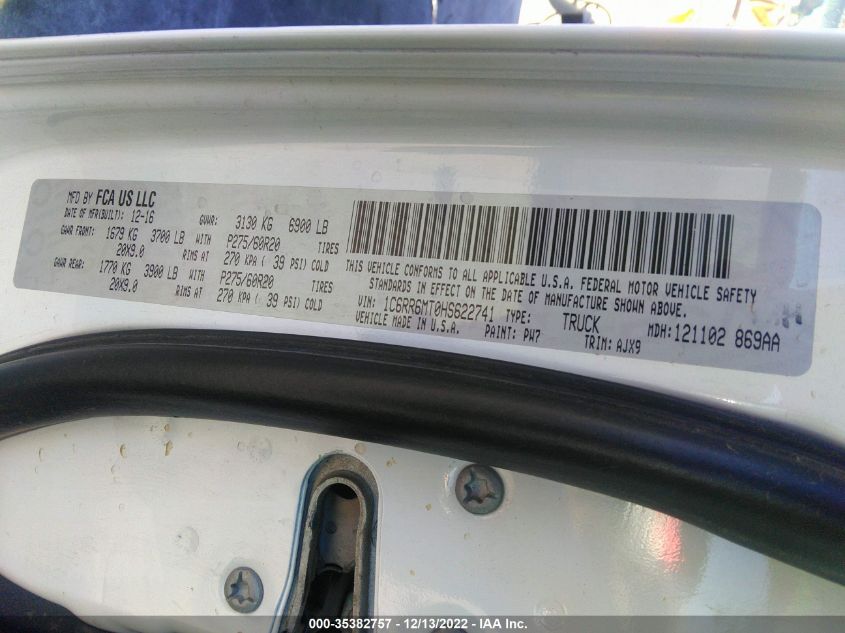 MFD BY FCA US LLC
DATE OF MFR(BUILT): 12-16 GVWR: 3130 KG 6900 LB
GAWR FRONT: 1679 KG 3700 LB WITH P275/60R20 TIRES
20X9.0 RIMS AT 270 KPA ( 39 PSI) COLD
GAWR REAR: 1770 KG 3900 LB WITH P275/60R20 TIRES
20X9.0 RIMS AT 270 KPA ( 39 PSI) COLD
THIS VEHICLE CONFORMS TO ALL APPLICABLE U.S.A. FEDERAL MOTOR VEHICLE SAFETY
STANDARDS IN EFFECT ON THE DATE OF MANUFACTURE SHOWN ABOVE.
VIN: 1C6RR6MT0HS622741 TYPE: TRUCK MDH: 121102 869AA
VEHICLE MADE IN U.S.A. PAINT: PW7 TRIM: AJX9
000-35382757 - 12/13/2022 - IAA Inc.